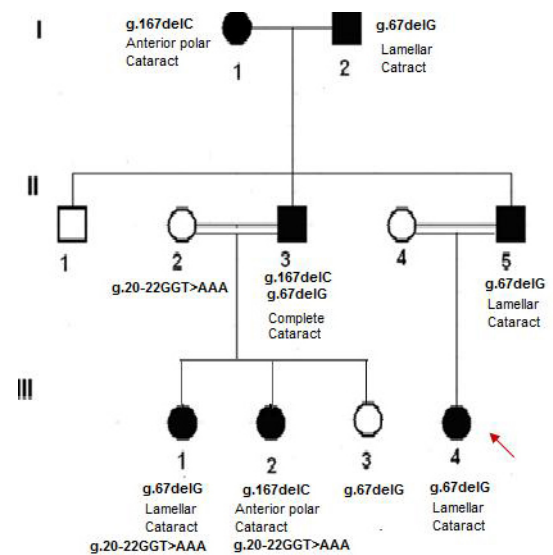 I
g.167delC
Anterior polar
Cataract
1
2
g.67delG
Lamellar
Catract
II
1
2
g.20-22GGT>AAA
3
g.167delC
g.67delG
Complete
Cataract
4
5
g.67delG
Lamellar
Cataract
III
1
g.67delG
Lamellar
Cataract
g.20-22GGT>AAA
2
g.167delC
Anterior polar
Cataract
g.20-22GGT>AAA
3
g.67delG
4
g.67delG
Lamellar
Cataract